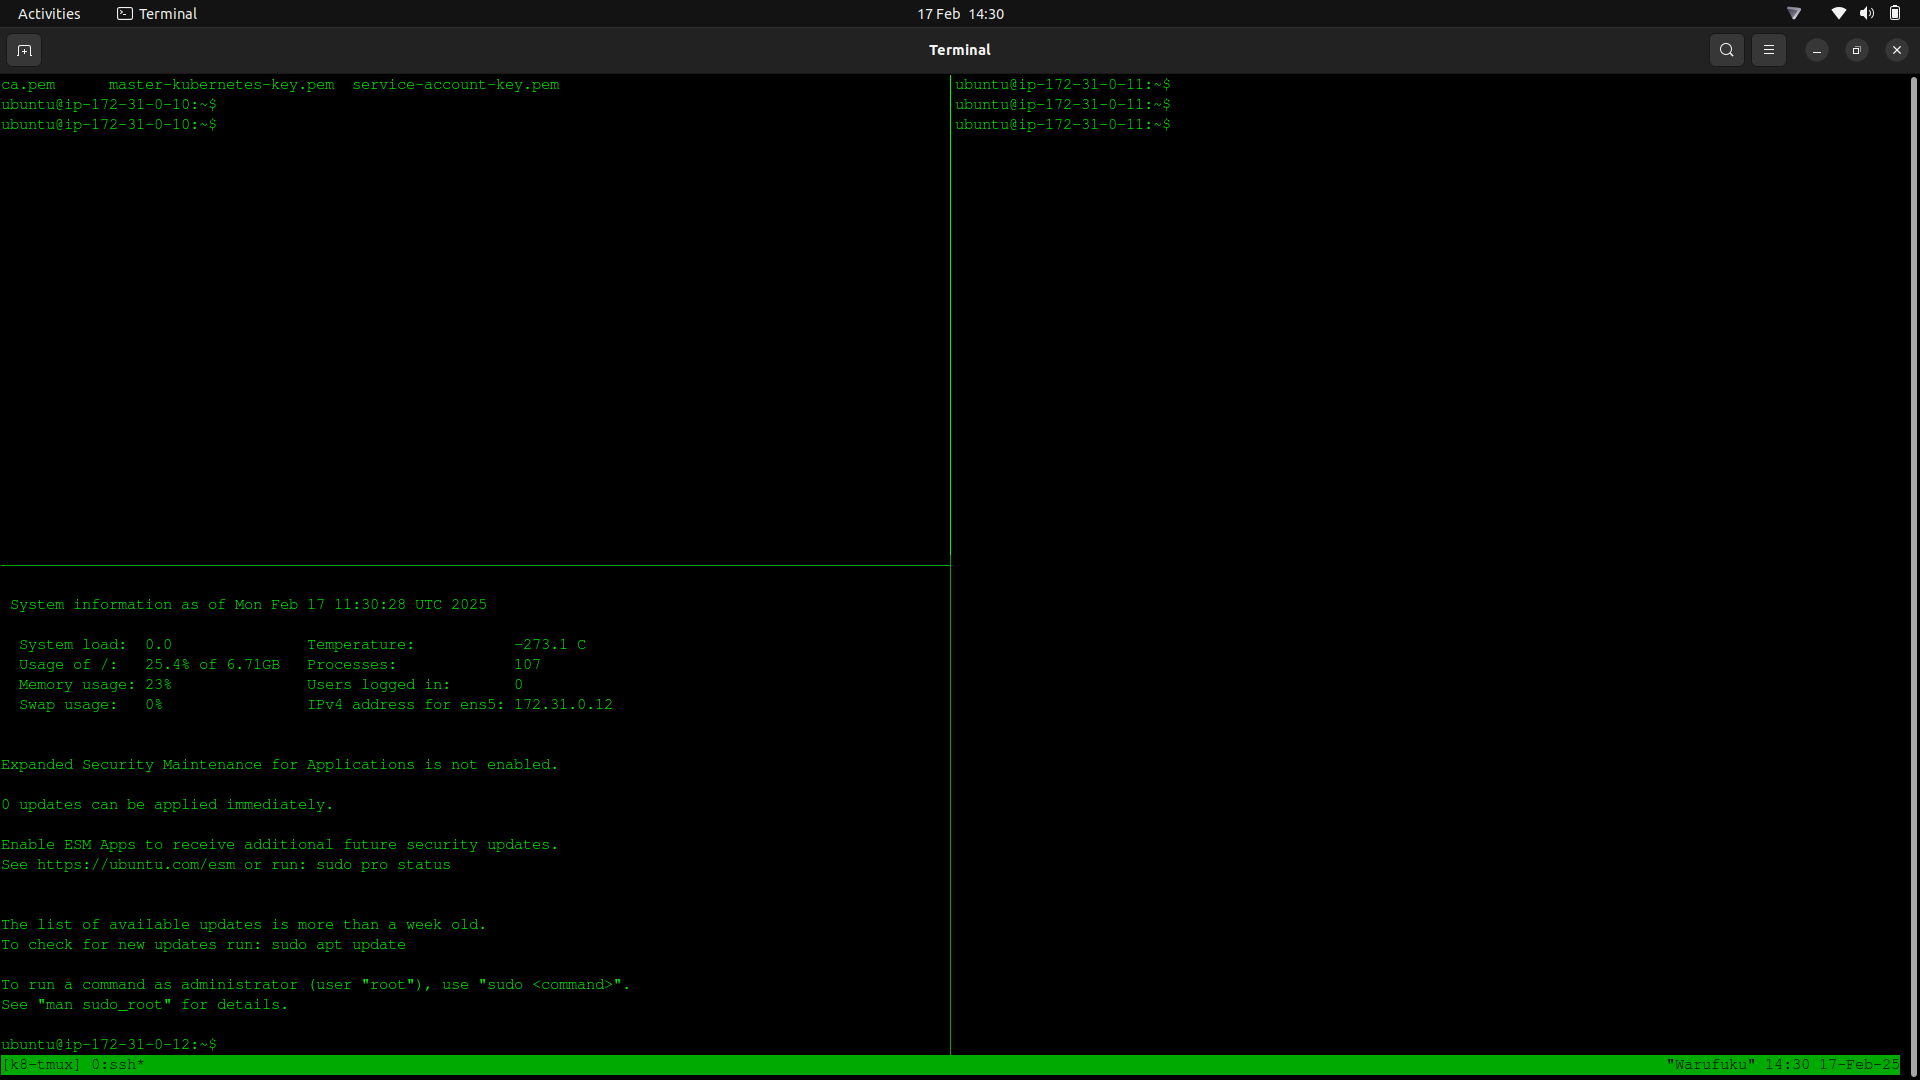 Activities Terminal 17 Feb 14:30
Terminal
ca.pem master-kubernetes-key.pem service-account-key.pem
ubuntu@ip-172-31-0-10:~$
ubuntu@ip-172-31-0-10:~$
ubuntu@ip-172-31-0-11:~$
ubuntu@ip-172-31-0-11:~$
ubuntu@ip-172-31-0-11:~$
System information as of Mon Feb 17 11:30:28 UTC 2025
System load: 0.0 Temperature: -273.1 C
Usage of /: 25.4% of 6.71GB Processes: 107
Memory usage: 23% Users logged in: 0
Swap usage: 0% IPv4 address for ens5: 172.31.0.12
Expanded Security Maintenance for Applications is not enabled.
0 updates can be applied immediately.
Enable ESM Apps to receive additional future security updates.
See https://ubuntu.com/esm or run: sudo pro status
The list of available updates is more than a week old.
To check for new updates run: sudo apt update
To run a command as administrator (user "root"), use "sudo <command>".
See "man sudo_root" for details.
ubuntu@ip-172-31-0-12:~$
[k8-tmux] 0:ssh* "Warufuku" 14:30 17-Feb-25